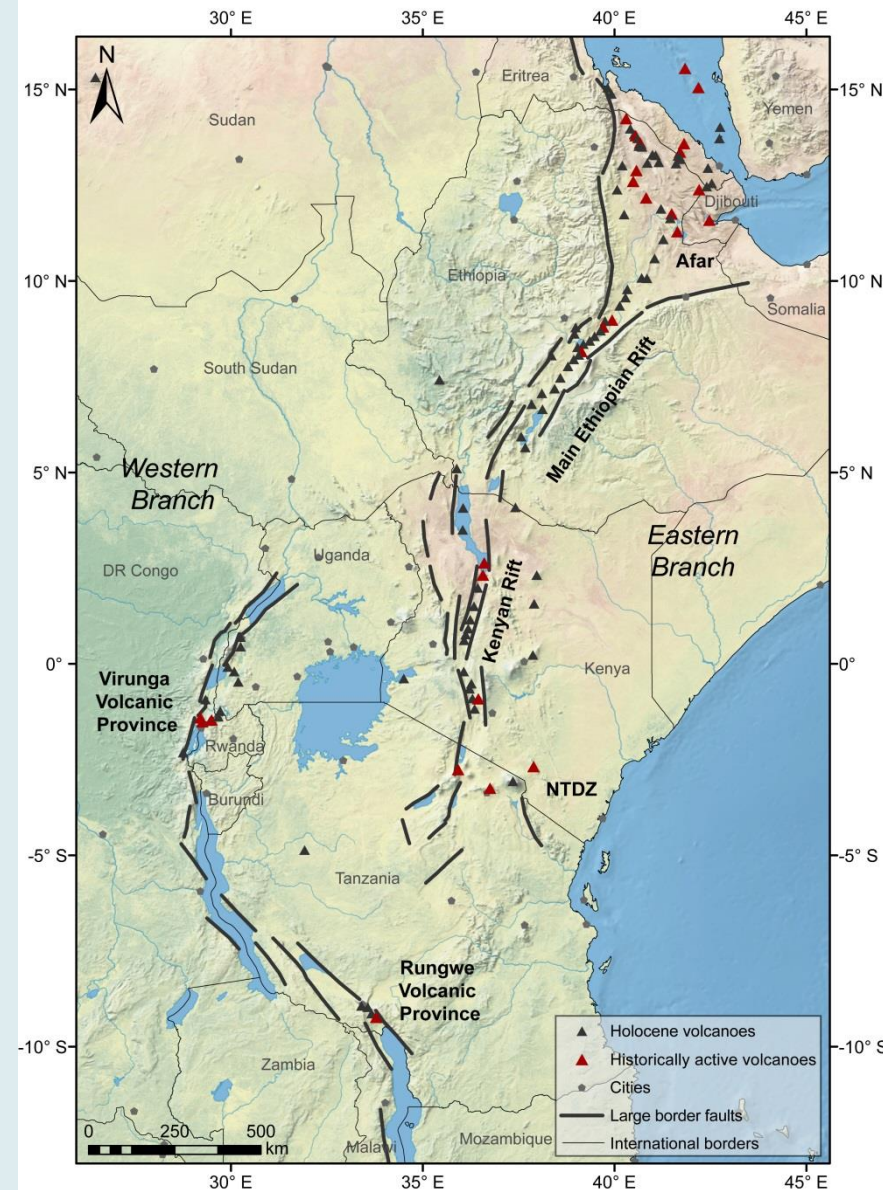 30° E
35° E
40° E
45° E
N
15° N
15° N
Eritrea
Yemen
Sudan
Djibouti
Afar
10° N
10° N
Ethiopia
Somalia
South Sudan
Main Ethiopian Rift
5° N
5° N
Western
Branch
Eastern
Branch
Uganda
DR Congo
Kenyan Rift
0°
0°
Kenya
Virunga
Volcanic
Province
Rwanda
NTDZ
Burundi
-5° S
-5° S
Tanzania
Rungwe
Volcanic
Province
-10° S
-10° S
Zambia
Malawi
Mozambique
Holocene volcanoes
Historically active volcanoes
Cities
Large border faults
International borders
0 250 500
km
30° E
35° E
40° E
45° E